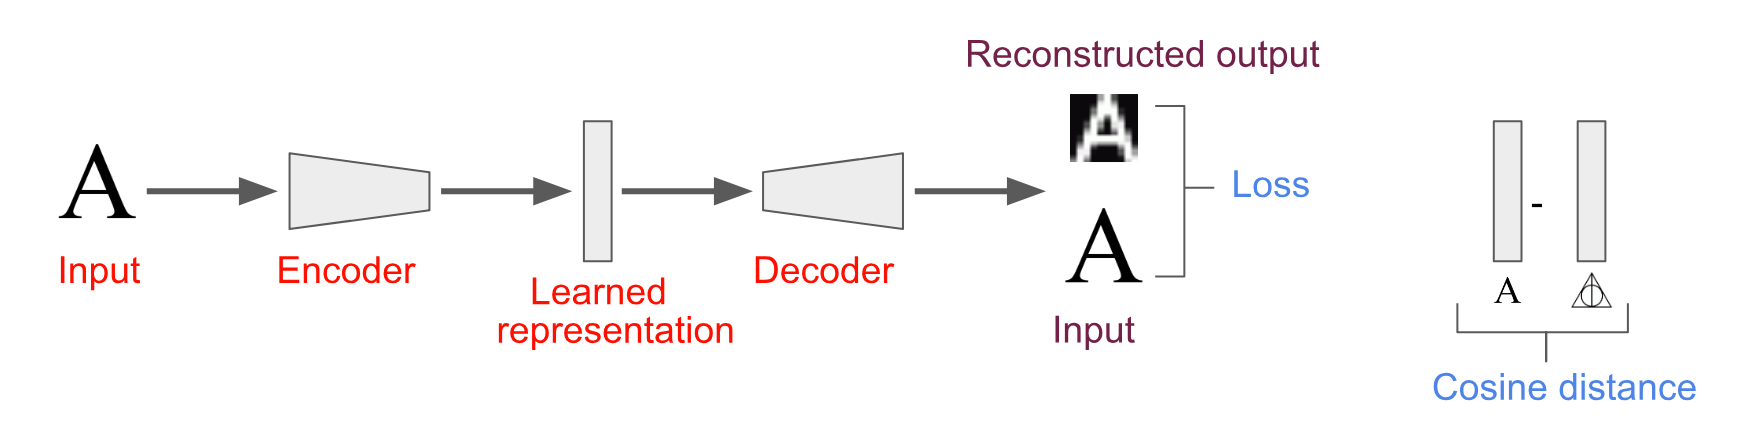 Reconstructed output
A
A
Input
Encoder
Learned
representation
Decoder
A
Input
Loss
-
A
Cosine distance